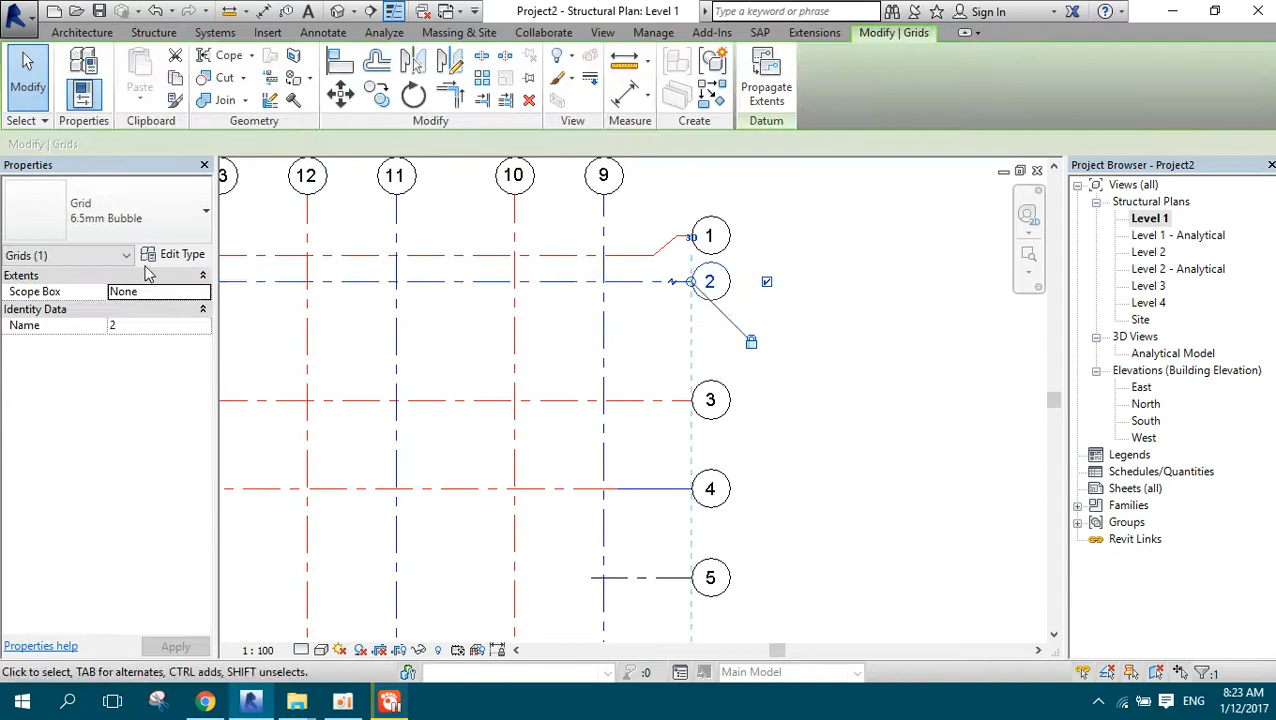 Project2 - Structural Plan: Level 1
Type a keyword or phrase
Sign In
Architecture
Structure
Systems
Insert
Annotate
Analyze
Massing & Site
Collaborate
View
Manage
Add-Ins
SAP
Extensions
Modify | Grids
Modify
Paste
Cope
Cut
Join
Propagate
Extents
Select
Properties
Clipboard
Geometry
Modify
View
Measure
Create
Datum
Modify | Grids
Properties
Grid
6.5mm Bubble
Grids (1)
Edit Type
Extents
Scope Box
None
Identity Data
Name
2
Properties help
Apply
3
12
11
10
9
1
3D
2
3
4
5
2D
Project Browser - Project2
Views (all)
Structural Plans
Level 1
Level 1 - Analytical
Level 2
Level 2 - Analytical
Level 3
Level 4
Site
3D Views
Analytical Model
Elevations (Building Elevation)
East
North
South
West
Legends
Schedules/Quantities
Sheets (all)
Families
Groups
Revit Links
1 : 100
Click to select, TAB for alternates, CTRL adds, SHIFT unselects.
:0
Main Model
:1
ENG
8:23 AM
1/12/2017